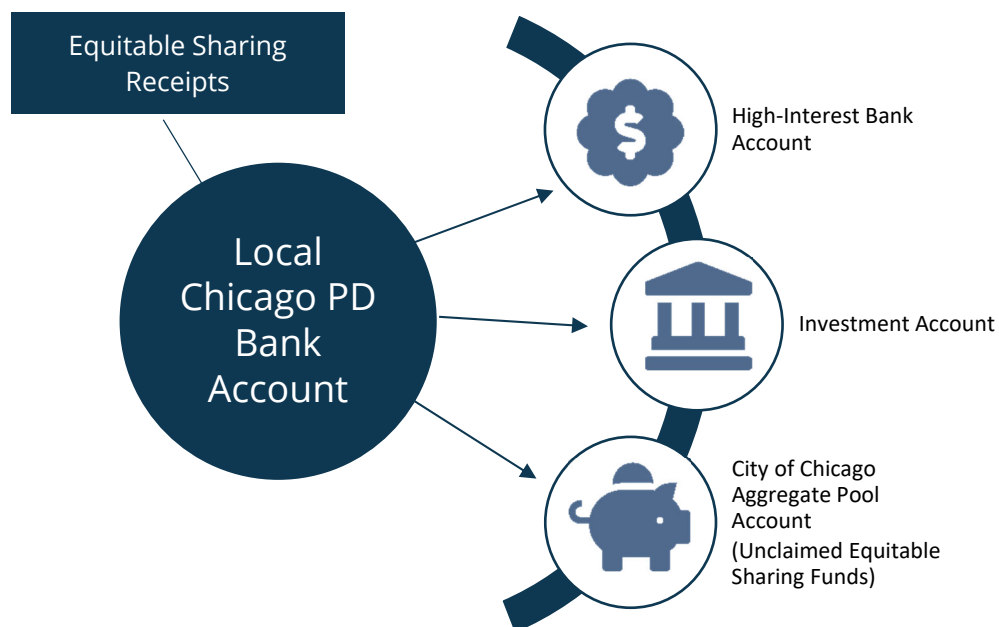 Equitable Sharing
Receipts
Local
Chicago PD
Bank
Account
$
High-Interest Bank
Account
Investment Account
City of Chicago
Aggregate Pool
Account
(Unclaimed Equitable
Sharing Funds)